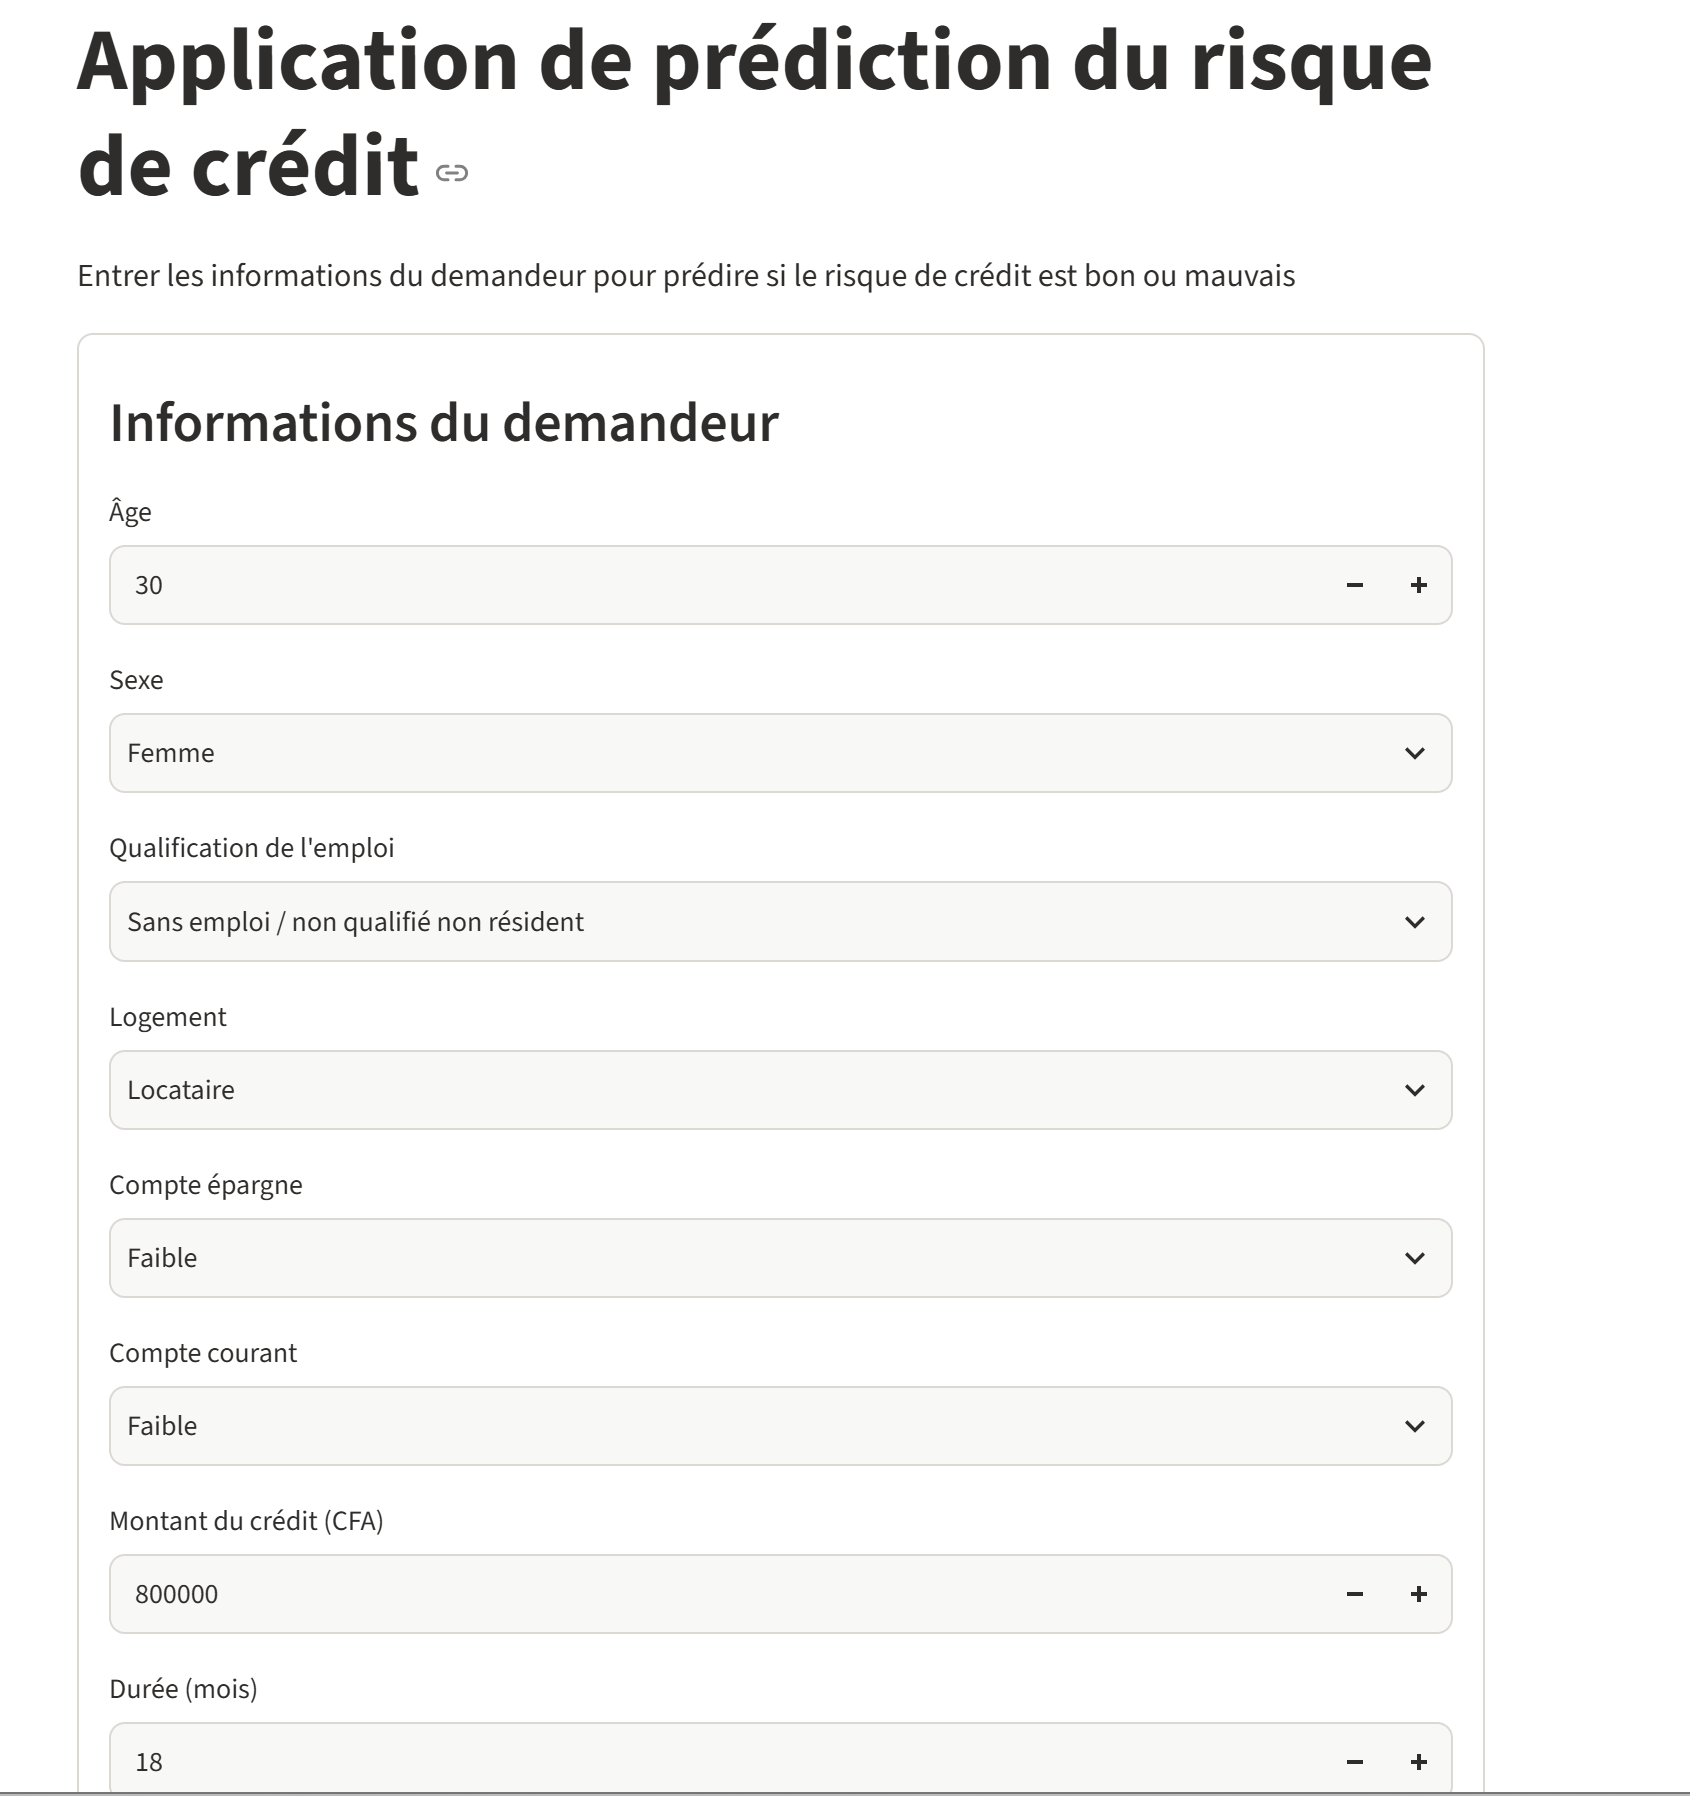 Application de prédiction du risque
de crédit
Entrer les informations du demandeur pour prédire si le risque de crédit est bon ou mauvais
Informations du demandeur
Âge
30
Sexe
Femme
Qualification de l'emploi
Sans emploi / non qualifié non résident
Logement
Locataire
Compte épargne
Faible
Compte courant
Faible
Montant du crédit (CFA)
800000
Durée (mois)
18